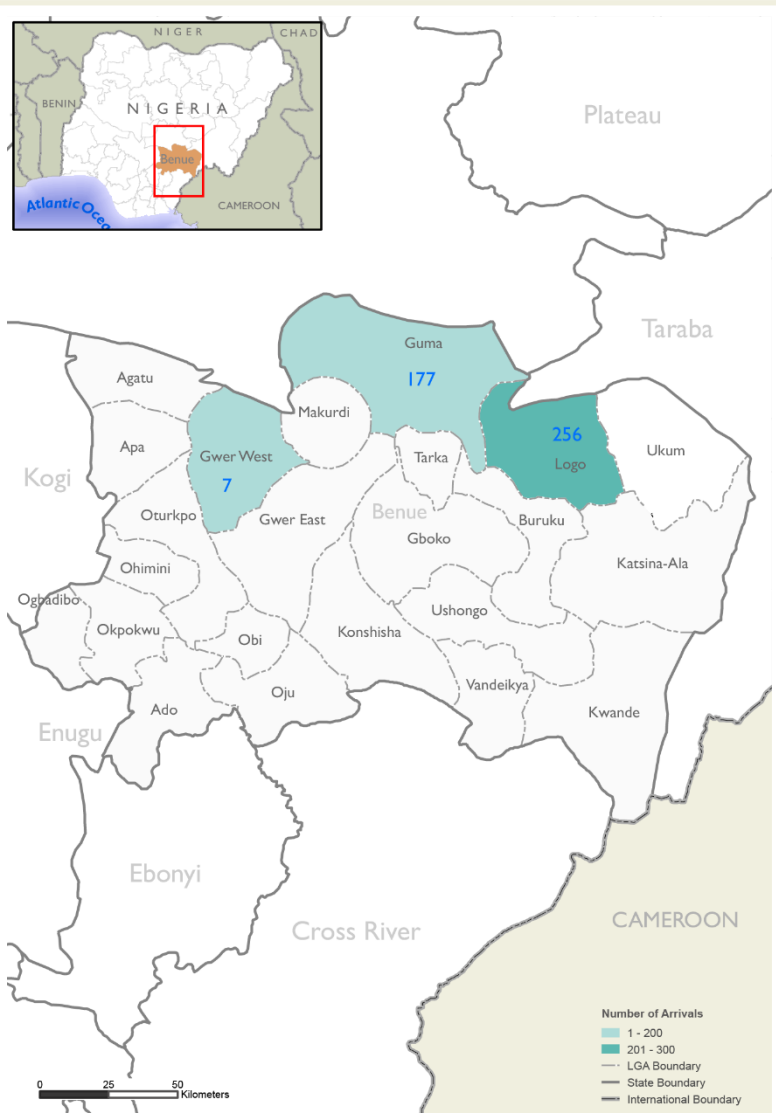 NIGER
CHAD
BENIN
NIGERIA
Benue
CAMEROON
Atlantic Ocea
Plateau
Taraba
Guma
177
Agatu
Makurdi
256
Logo
Apa
Gwer West
7
Tarka
Ukum
Kogi
Oturkpo
Gwer East
Benue
Buruku
Gboko
Katsina-Ala
Ohimini
Ogbadibo
Ushongo
Okpokwu
Obi
Konshisha
Vandeikya
Oju
Ado
Kwande
Enugu
Ebonyi
Cross River
CAMEROON
Number of Arrivals
1 - 200
201 - 300
LGA Boundary
State Boundary
International Boundary
0 25 50
Kilometers